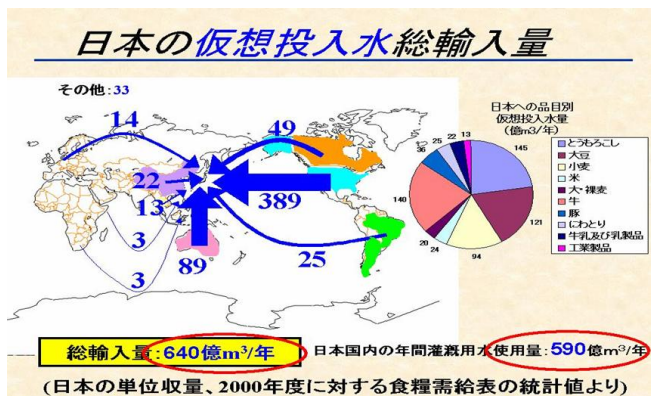 日本の仮想投入水総輸入量
その他:33
14
49
22
13
389
3
3
89
25
日本への品目別
仮想投入水量
(億m3/年)
13
22
25
36
145
140
121
20
24
94
とうもろこし
大豆
小麦
米
大・裸麦
牛
豚
にわとり
牛乳及び乳製品
工業製品
総輸入量:640億m³/年
日本国内の年間灌漑用水使用量:590億m³/年
(日本の単位収量、2000年度に対する食糧需給表の統計値より)